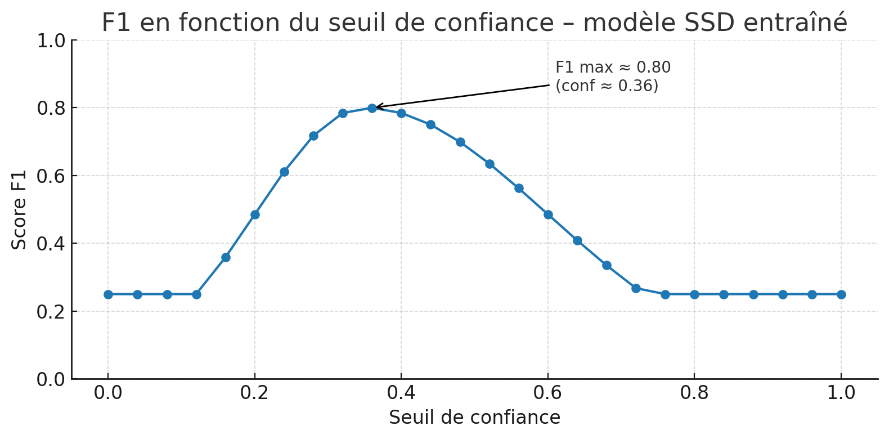 F1 en fonction du seuil de confiance – modèle SSD entraîné
1.0
F1 max ≈ 0.80
(conf ≈ 0.36)
0.8
0.6
Score F1
0.4
0.2
0.0
0.0 0.2 0.4 0.6 0.8 1.0
Seuil de confiance